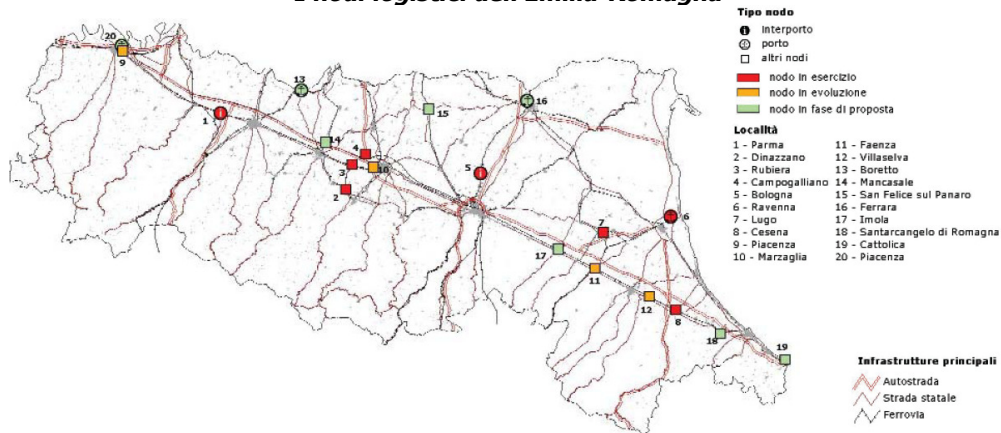 I nodi logistici dell'Emilia-Romagna
Tipo nodo
interporto
porto
altri nodi
nodo in esercizio
nodo in evoluzione
nodo in fase di proposta
Località
1 - Parma
2 - Dinazzano
3 - Rubiera
4 - Campogalliano
5 - Bologna
6 - Ravenna
7 - Lugo
8 - Cesena
9 - Piacenza
10 - Marzaglia
11 - Faenza
12 - Villaselva
13 - Boretto
14 - Mancasale
15 - San Felice sul Panaro
16 - Ferrara
17 - Imola
18 - Santarcangelo di Romagna
19 - Cattolica
20 - Piacenza
Infrastrutture principali
Autostrada
Strada statale
Ferrovia
20
9
1
13
14
4
3
10
2
15
5
16
7
6
17
11
12
8
18
19